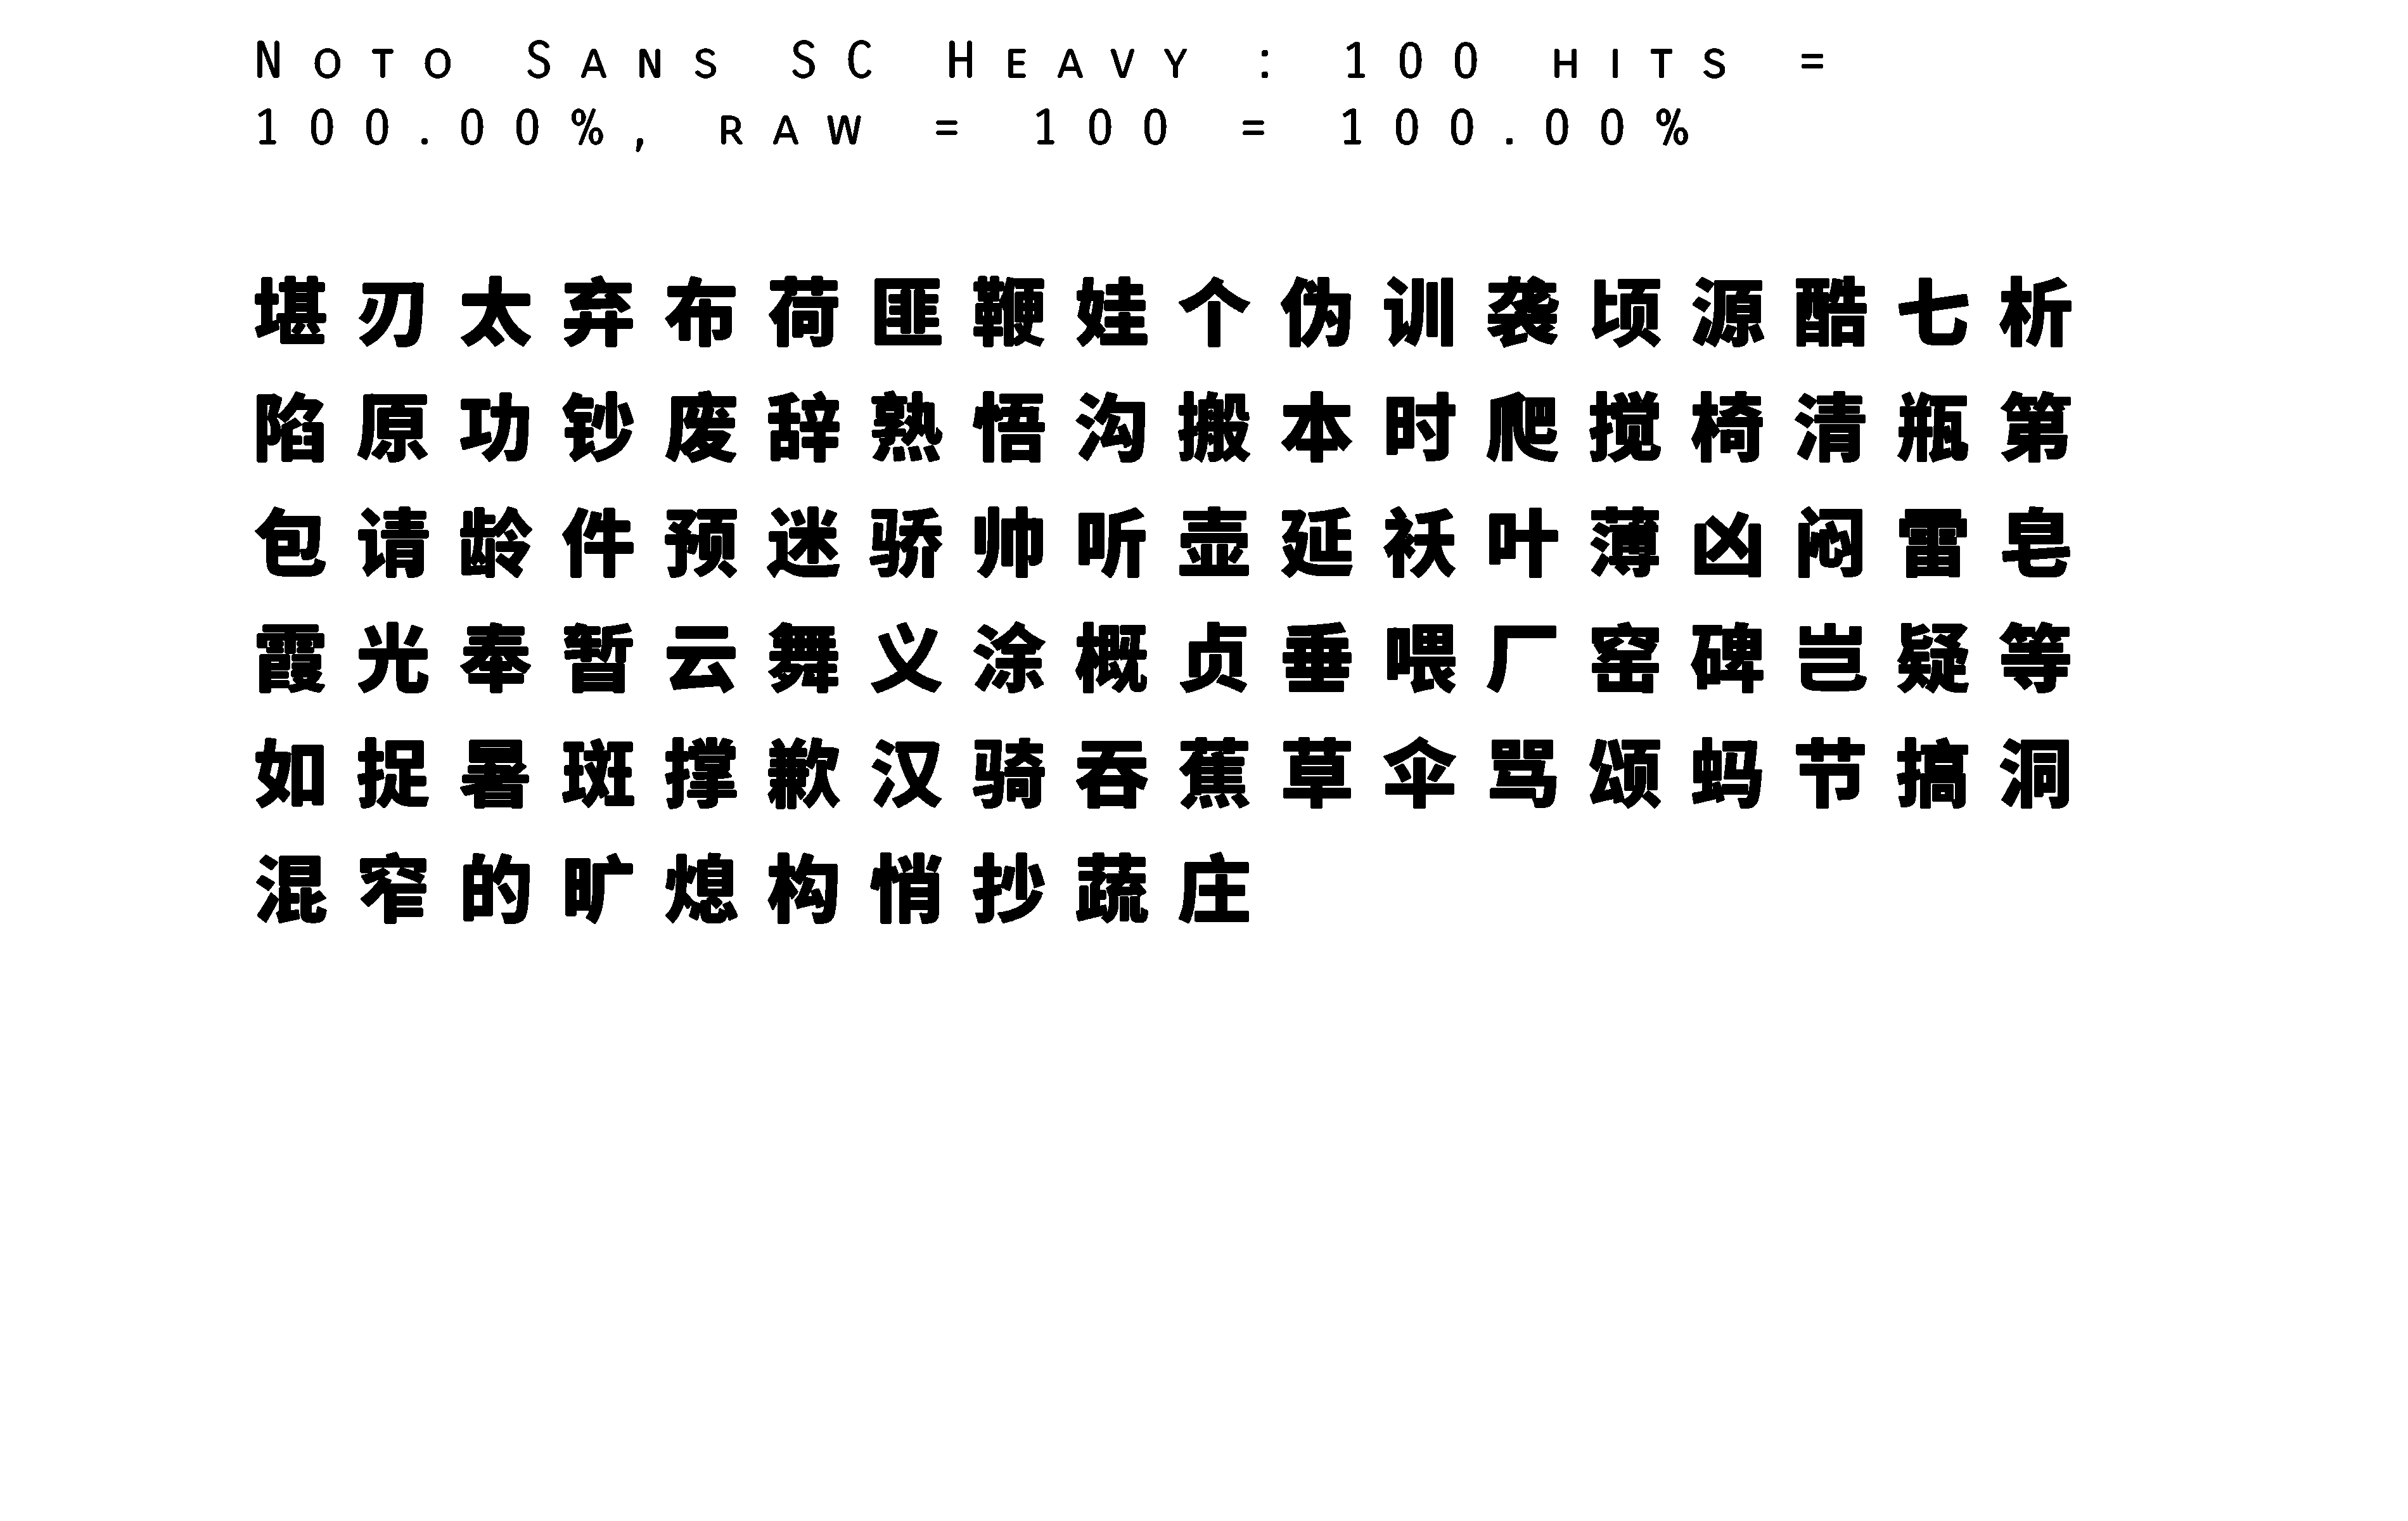 Noto Sans SC Heavy : 100 hits =
100.00%, raw = 100 = 100.00%
堪刃太弃布荷匪鞭娃个伪训袭顷源酷七析
陷原功钞废辞熟悟沟搬本时爬搅椅清瓶第
包请龄件预迷骄帅听壶延袄叶薄凶闷雷皂
霞光奉暂云舞义涂概贞垂喂厂窑碑岂疑等
如捉暑斑撑歉汉骑吞蕉草伞骂颂蚂节搞洞
混窄的旷熄构悄抄蔬庄